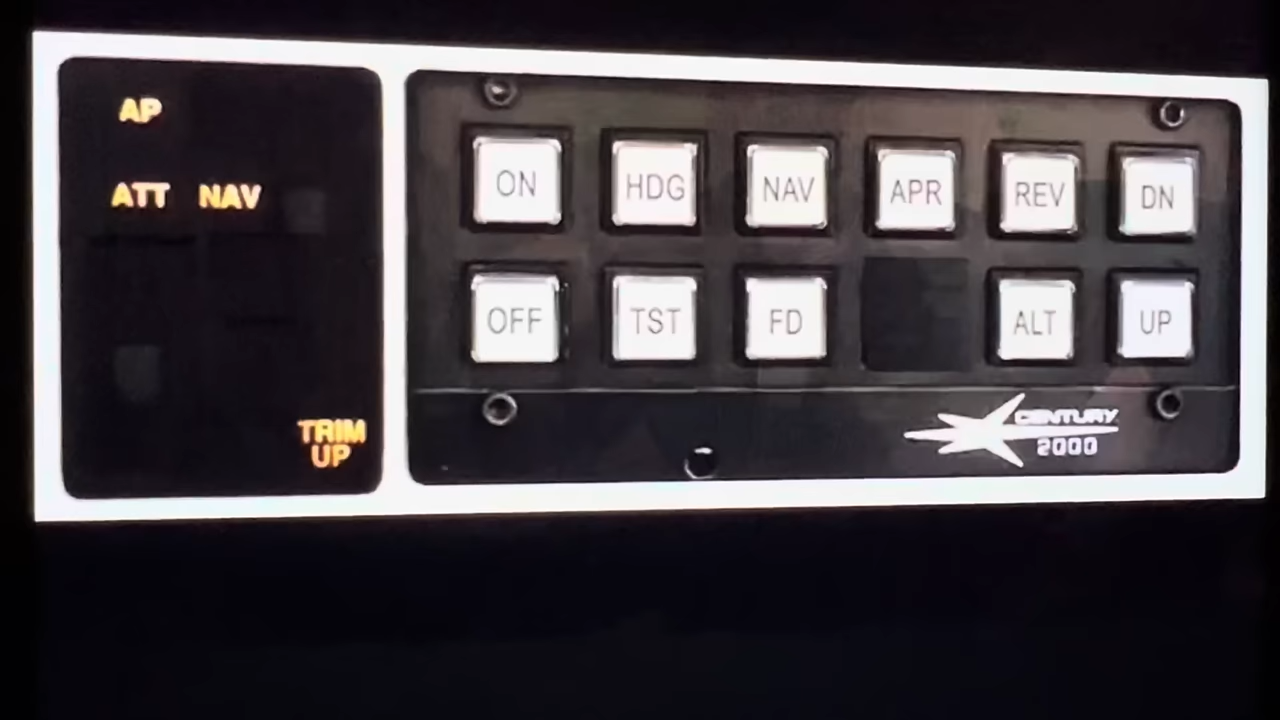 AP
ATT NAV
TRIM
UP
ON HDG NAV APR REV DN
OFF TST FD ALT UP
CENTURY
2000